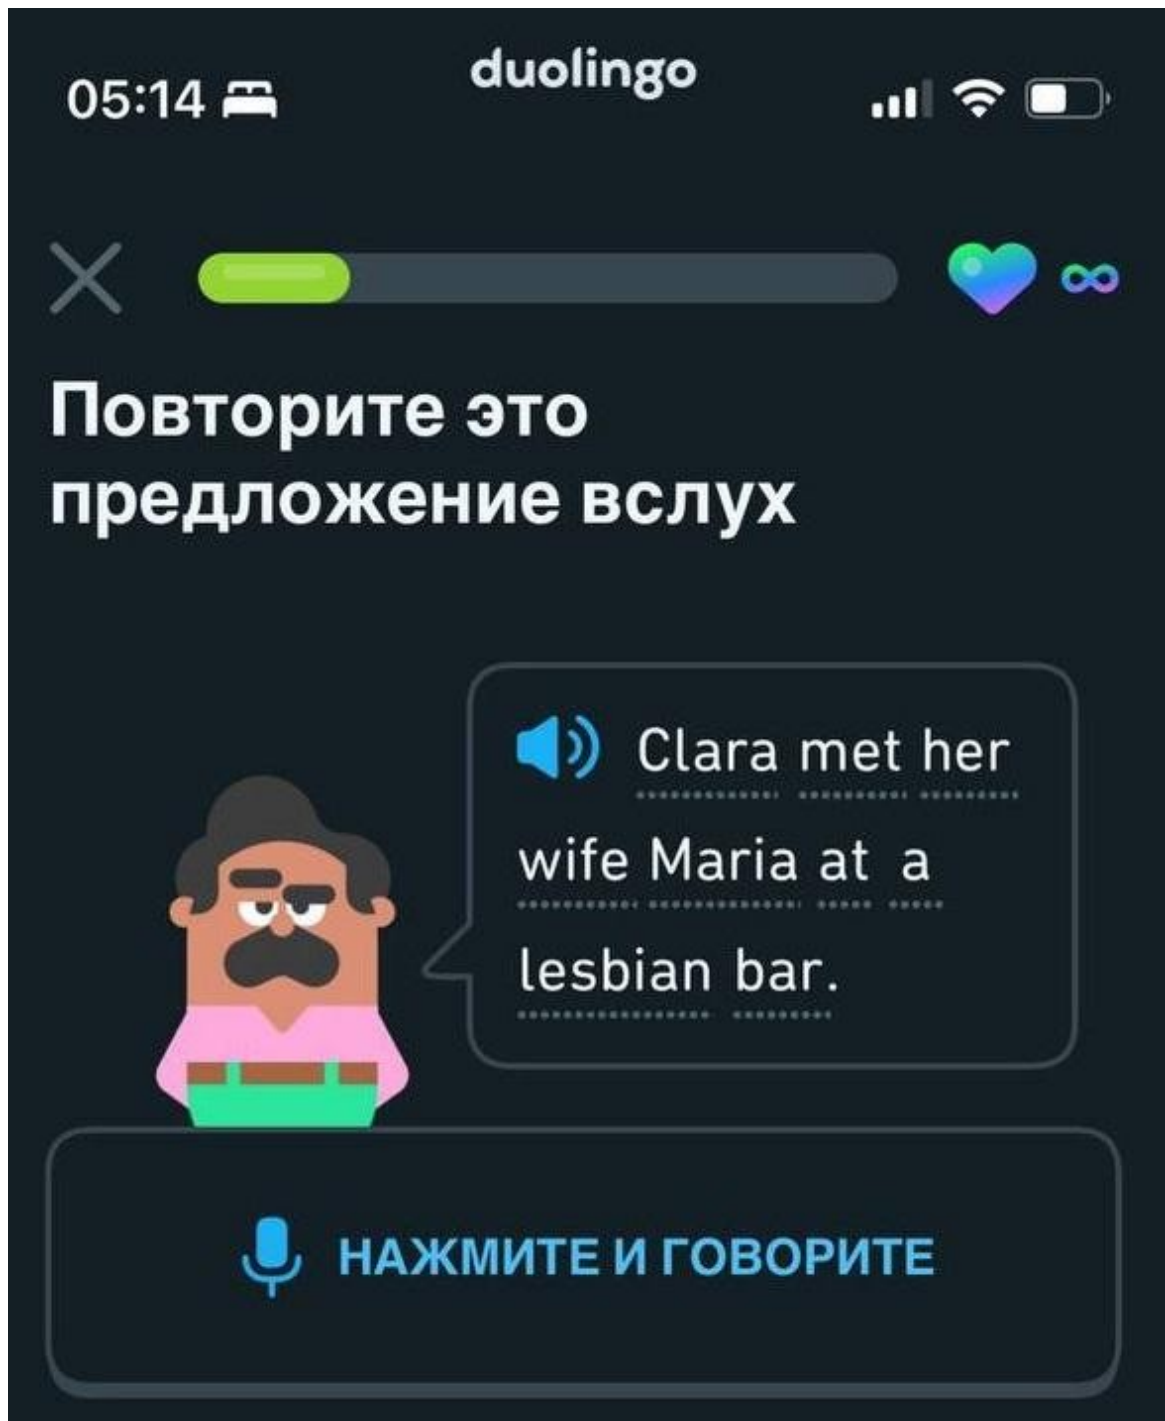 duolingo
05:14
Повторите это
предложение вслух
Clara met her
wife Maria at a
lesbian bar.
НАЖМИТЕ И ГОВОРИТЕ